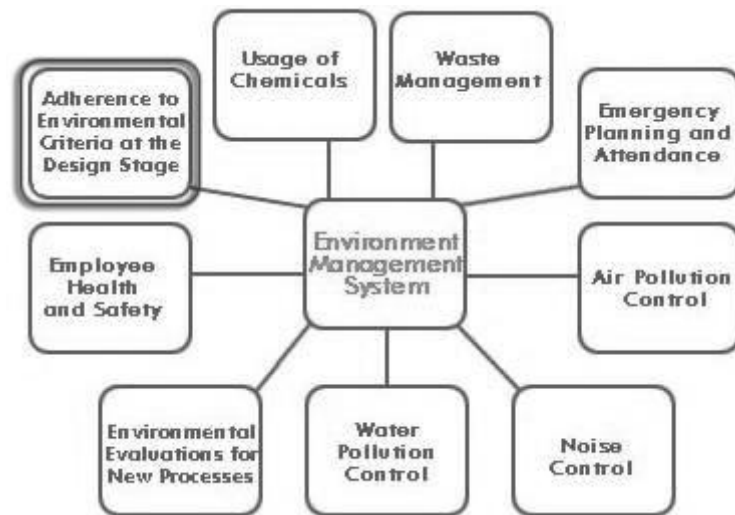 Usage of
Chemicals
Waste
Management
Adherence to
Environmental
Criteria at the
Design Stage
Emergency
Planning and
Attendance
Environment
Management
System
Employee
Health
and Safety
Air Pollution
Control
Environmental
Evaluations for
New Processes
Water
Pollution
Control
Noise
Control